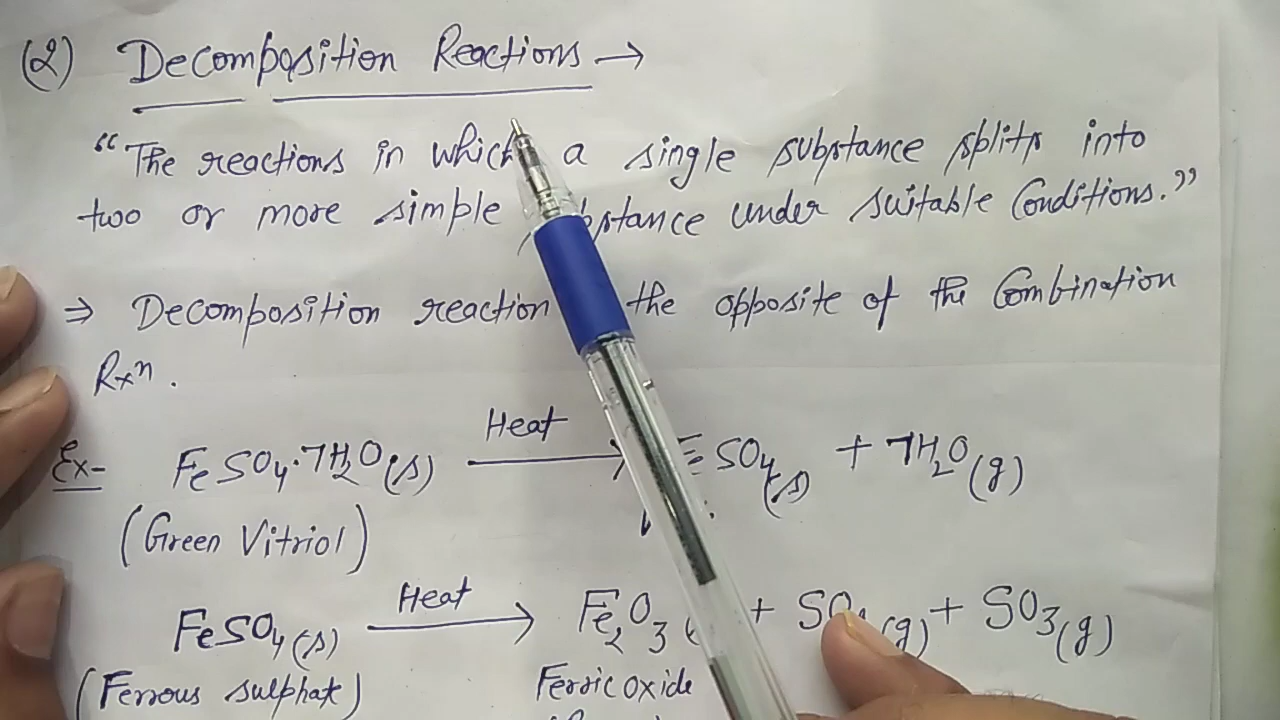 (2) Decomposition Reactions →
“The reactions in which a single substance splits into
two or more simple substance under suitable Conditions.”
⇒ Decomposition reaction the opposite of the Combination
Rxⁿ.
Ex- FeSO₄·7H₂O(s) Heat → SO₄(s) + 7H₂O(g)
(Green Vitriol)
FeSO₄(s) Heat → Fe₂O₃ + SO (g) + SO₃(g)
(Ferrous sulphate) Ferric oxide